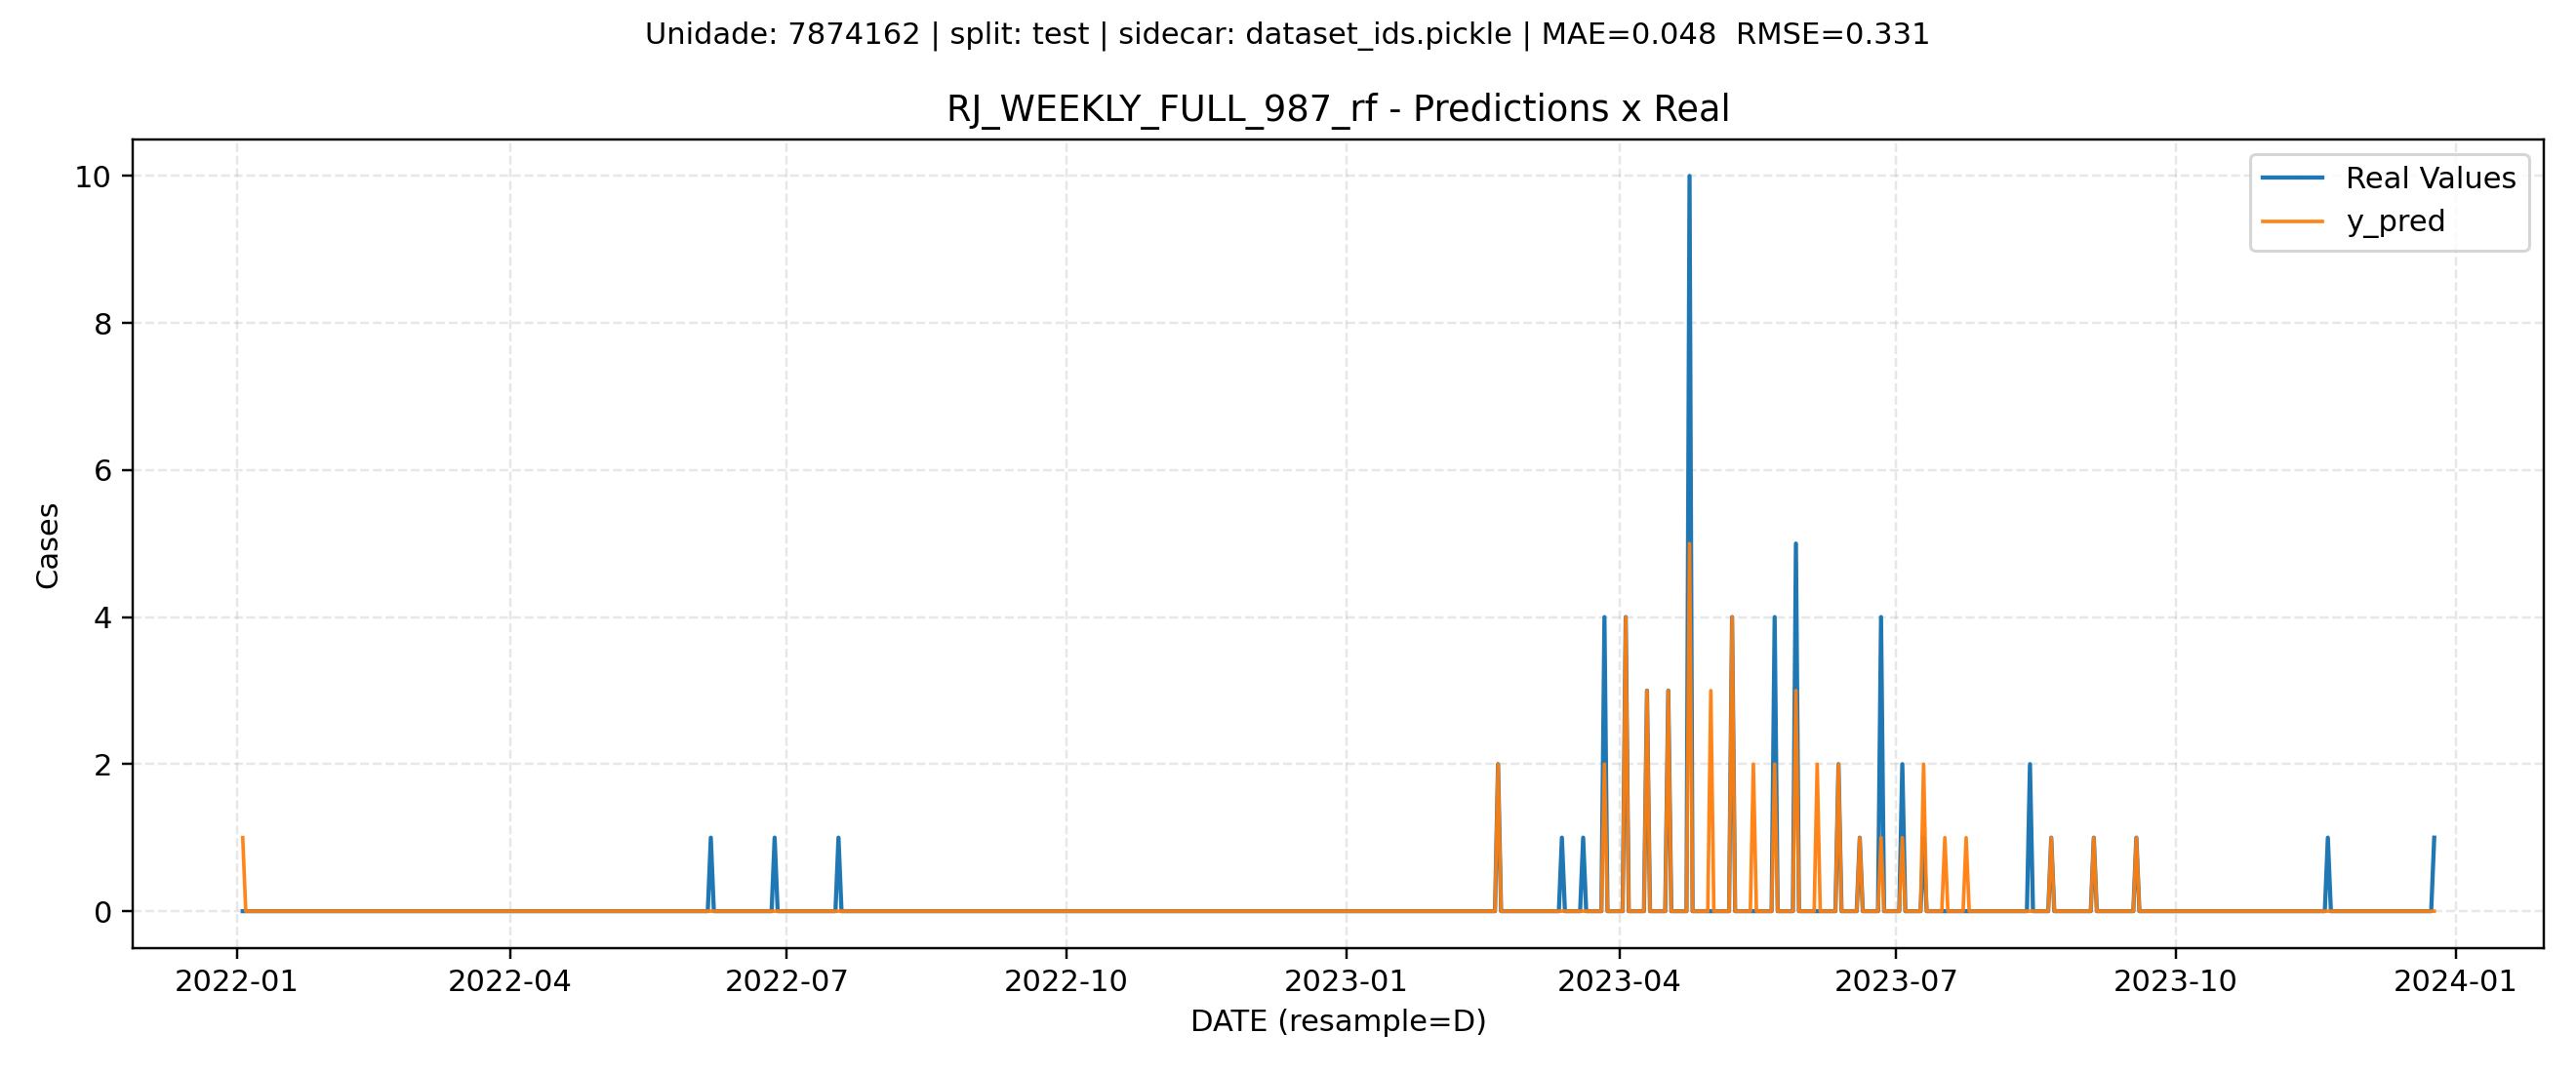 Unidade: 7874162 | split: test | sidecar: dataset_ids.pickle | MAE=0.048  RMSE=0.331
RJ_WEEKLY_FULL_987_rf - Predictions x Real
Real Values
y_pred
10
8
6
4
2
0
Cases
2022-01
2022-04
2022-07
2022-10
2023-01
2023-04
2023-07
2023-10
2024-01
DATE (resample=D)